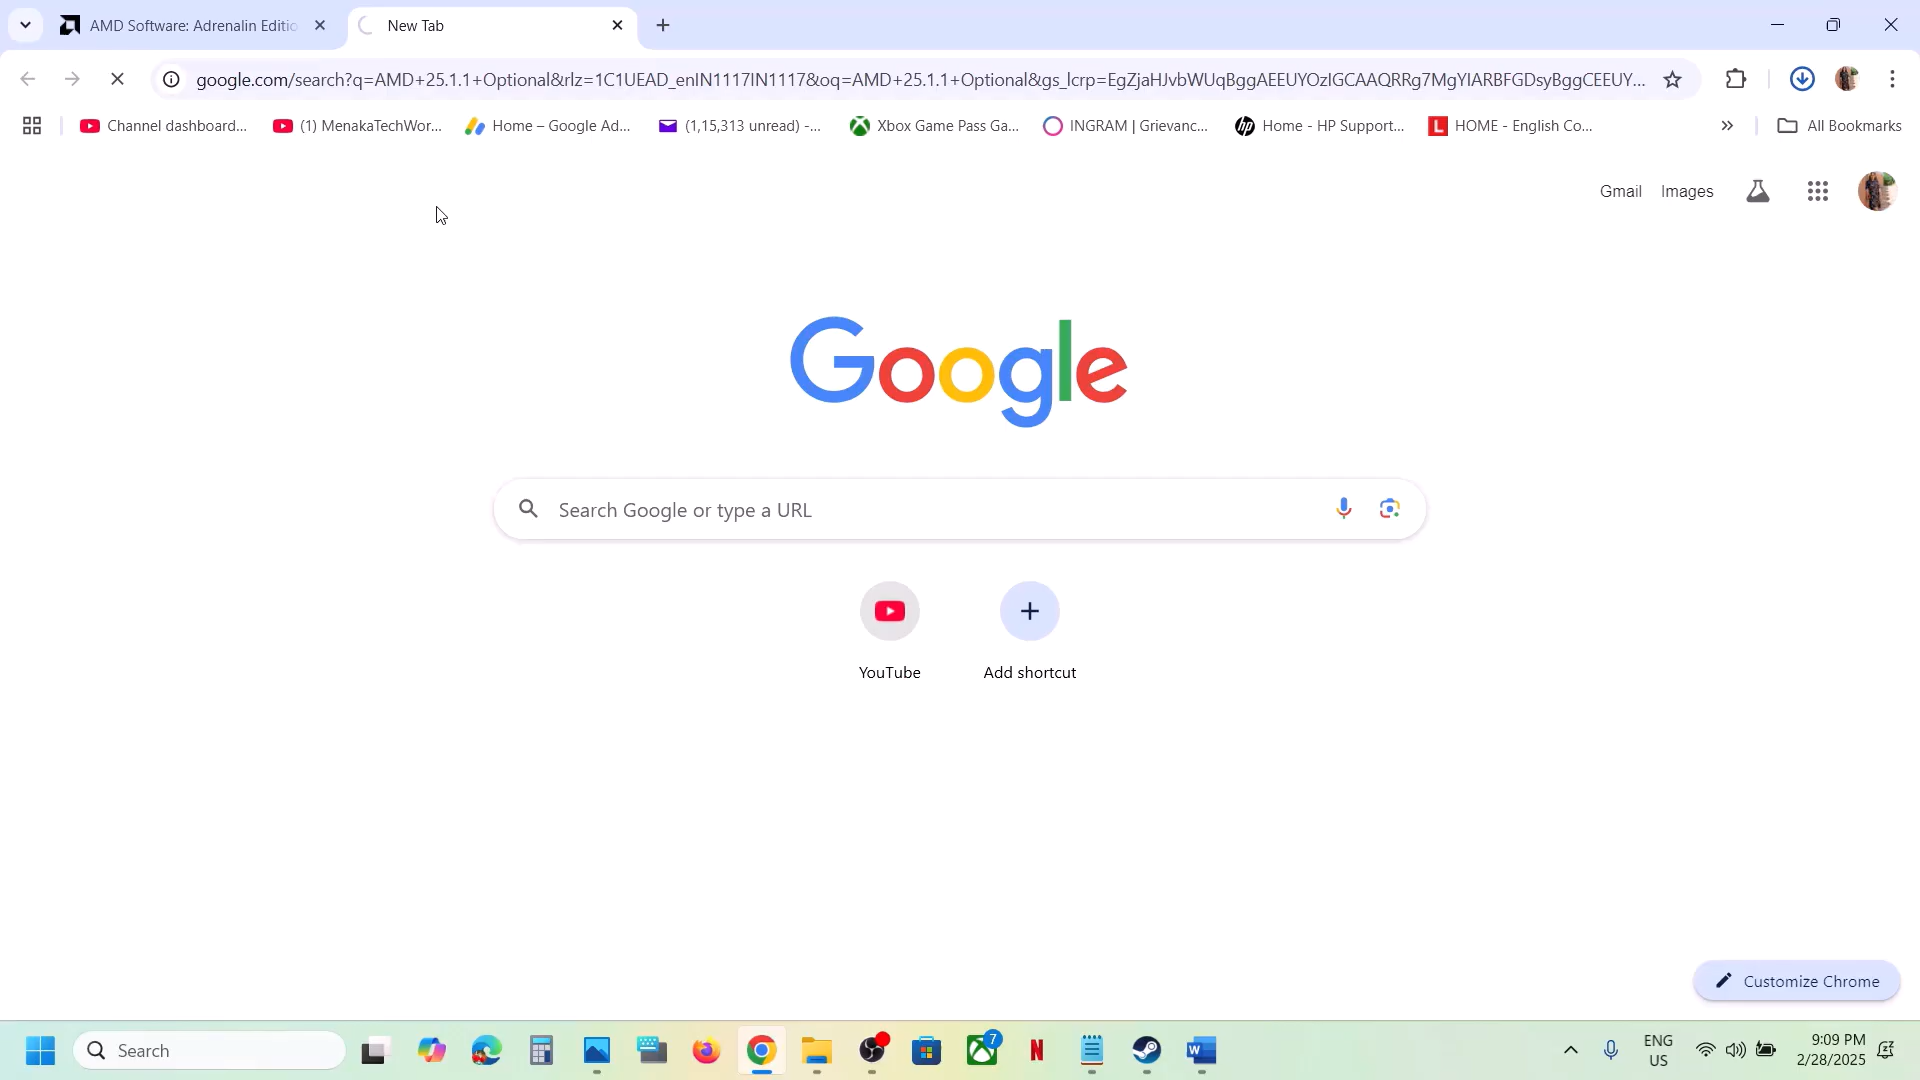 AMD Software: Adrenalin Editio
New Tab
google.com/search?q=AMD+25.1.1+Optional&rlz=1C1UEAD_enIN1117IN1117&oq=AMD+25.1.1+Optional&gs_lcrp=EgZjaHJvbWUqBggAEEUYOzIGCAAQRRg7MgYIARBFGDsyBggCEEUY...
Channel dashboard...
(1) MenakaTechWor...
Home – Google Ad...
(1,15,313 unread) -...
Xbox Game Pass Ga...
INGRAM | Grievanc...
Home - HP Support...
HOME - English Co...
All Bookmarks
Gmail
Images
Google
Search Google or type a URL
YouTube
Add shortcut
Customize Chrome
Search
7
ENG
US
9:09 PM
2/28/2025